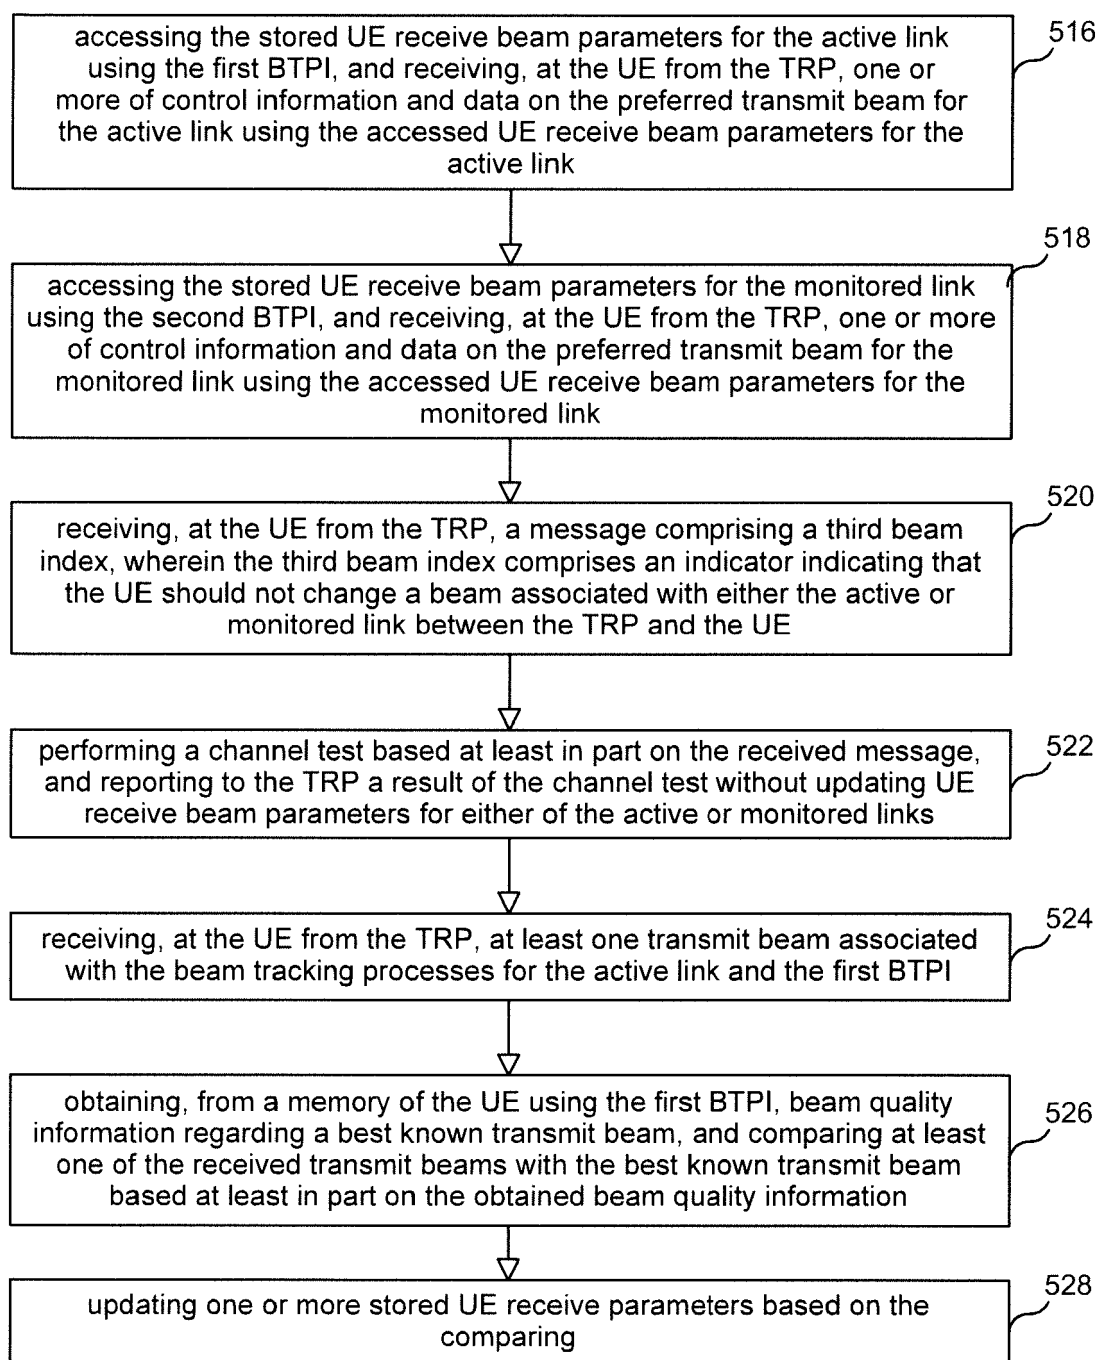 accessing the stored UE receive beam parameters for the active link
using the first BTPI, and receiving, at the UE from the TRP, one or
more of control information and data on the preferred transmit beam for
the active link using the accessed UE receive beam parameters for the
active link
516
accessing the stored UE receive beam parameters for the monitored link
using the second BTPI, and receiving, at the UE from the TRP, one or more
of control information and data on the preferred transmit beam for the
monitored link using the accessed UE receive beam parameters for the
monitored link
518
receiving, at the UE from the TRP, a message comprising a third beam
index, wherein the third beam index comprises an indicator indicating that
the UE should not change a beam associated with either the active or
monitored link between the TRP and the UE
520
performing a channel test based at least in part on the received message,
and reporting to the TRP a result of the channel test without updating UE
receive beam parameters for either of the active or monitored links
522
receiving, at the UE from the TRP, at least one transmit beam associated
with the beam tracking processes for the active link and the first BTPI
524
obtaining, from a memory of the UE using the first BTPI, beam quality
information regarding a best known transmit beam, and comparing at least
one of the received transmit beams with the best known transmit beam
based at least in part on the obtained beam quality information
526
updating one or more stored UE receive parameters based on the
comparing
528